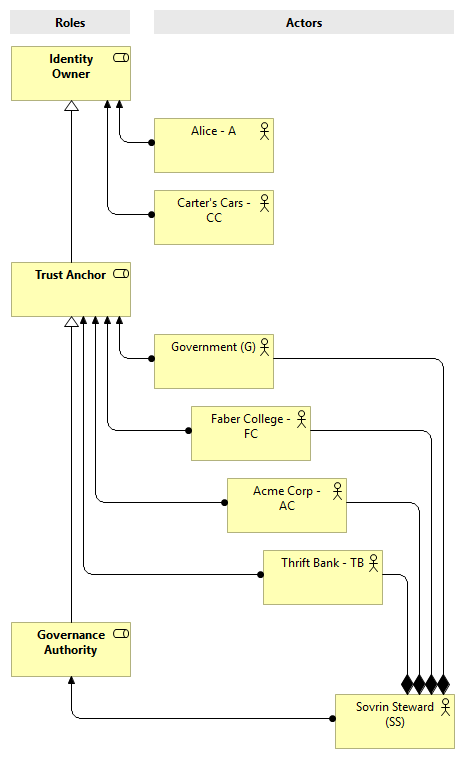 Roles
Actors
Identity
Owner
Alice - A
Carter's Cars -
CC
Trust Anchor
Government (G)
Faber College -
FC
Acme Corp -
AC
Thrift Bank - TB
Governance
Authority
Sovrin Steward
(SS)